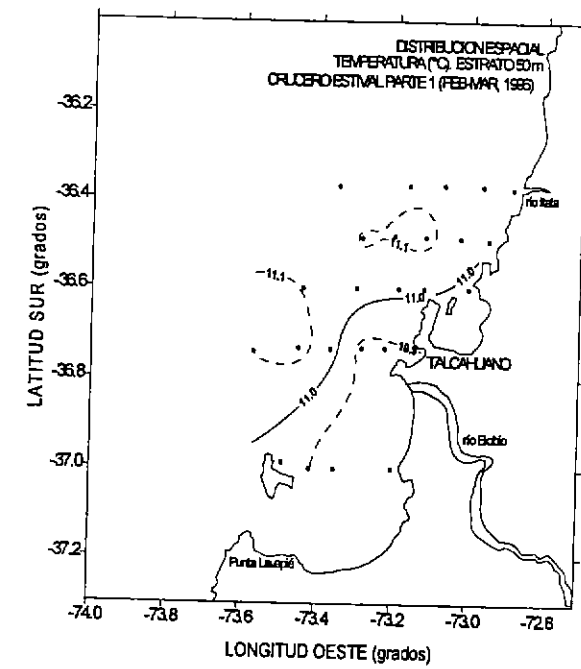 DISTRIBUCION ESPACIAL
TEMPERATURA (°C). ESTRATO 50 m
CRUCERO ESTIVAL PARTE 1 (FEB-MAR, 1996)
-36.2
-36.4
río Itata
11.1
-36.6
11.1
11.0
11.0
LATITUD SUR (grados)
10.9
TALCAHUANO
-36.8
11.0
río Biobío
-37.0
-37.2
Punta Lavapié
-74.0
-73.8
-73.6
-73.4
-73.2
-73.0
-72.8
LONGITUD OESTE (grados)